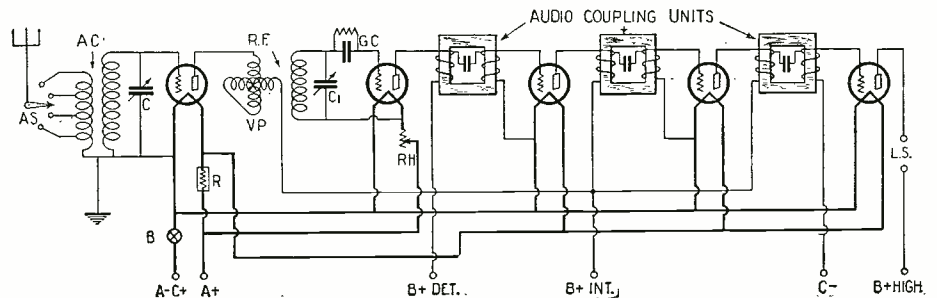 AUDIO COUPLING UNITS
AC
R.F.
GC
C
C1
AS
VP
RH
L.S.
R
B
A-C+
A+
B+ DET.
B+ INT.
C-
B+HIGH